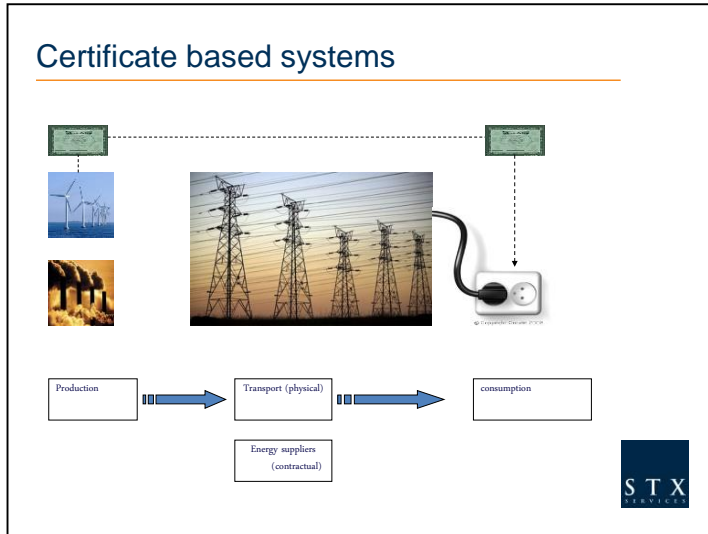 Certificate based systems
Production
Transport (physical)
consumption
Energy suppliers
(contractual)
S T X
SERVICES